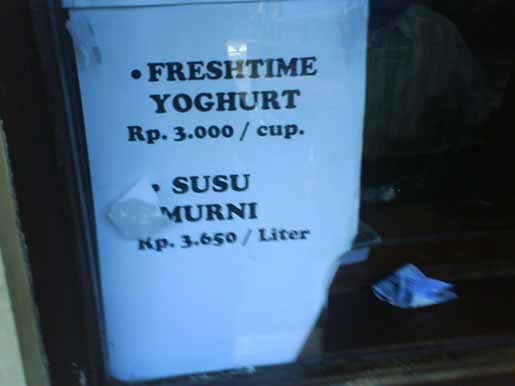 • FRESHTIME
YOGHURT
Rp. 3.000 / cup.
• SUSU
MURNI
Rp. 3.650 / Liter